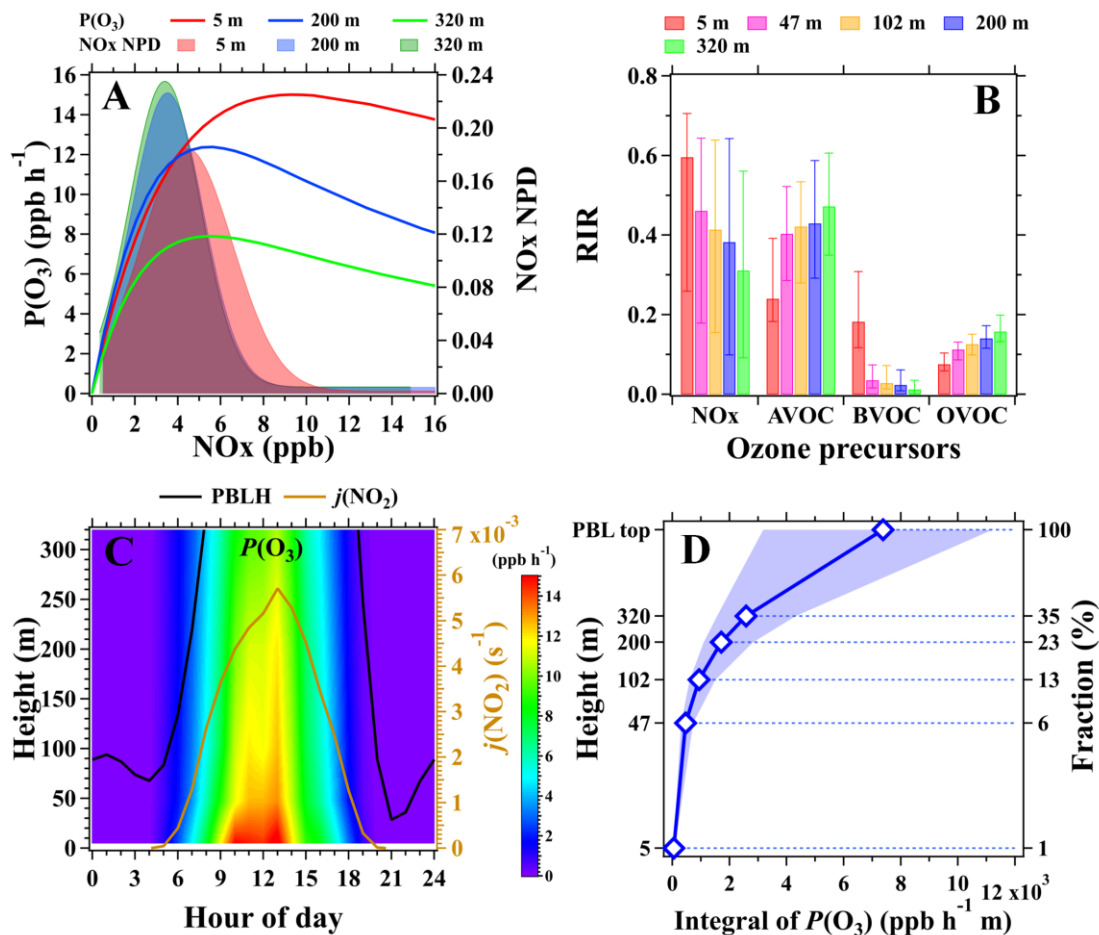 P(O₃) 5 m 200 m 320 m
NOx NPD 5 m 200 m 320 m
A
16
14
12
10
8
6
4
2
0
P(O₃) (ppb h⁻¹)
0.24
0.20
0.16
0.12
0.08
0.04
0.00
NOx NPD
0 2 4 6 8 10 12 14 16
NOx (ppb)
5 m 47 m 102 m 200 m
320 m
B
0.8
0.6
0.4
0.2
0.0
RIR
NOx AVOC BVOC OVOC
Ozone precursors
PBLH j(NO₂)
C
P(O₃)
(ppb h⁻¹)
300
250
200
150
100
50
0
Height (m)
7 x10⁻³
6
5
4
3
2
1
0
j(NO₂) (s⁻¹)
14
12
10
8
6
4
2
0
0 3 6 9 12 15 18 21 24
Hour of day
D
PBL top
320
200
102
47
5
Height (m)
100
35
23
13
6
1
Fraction (%)
0 2 4 6 8 12 x10³
Integral of P(O₃) (ppb h⁻¹ m)